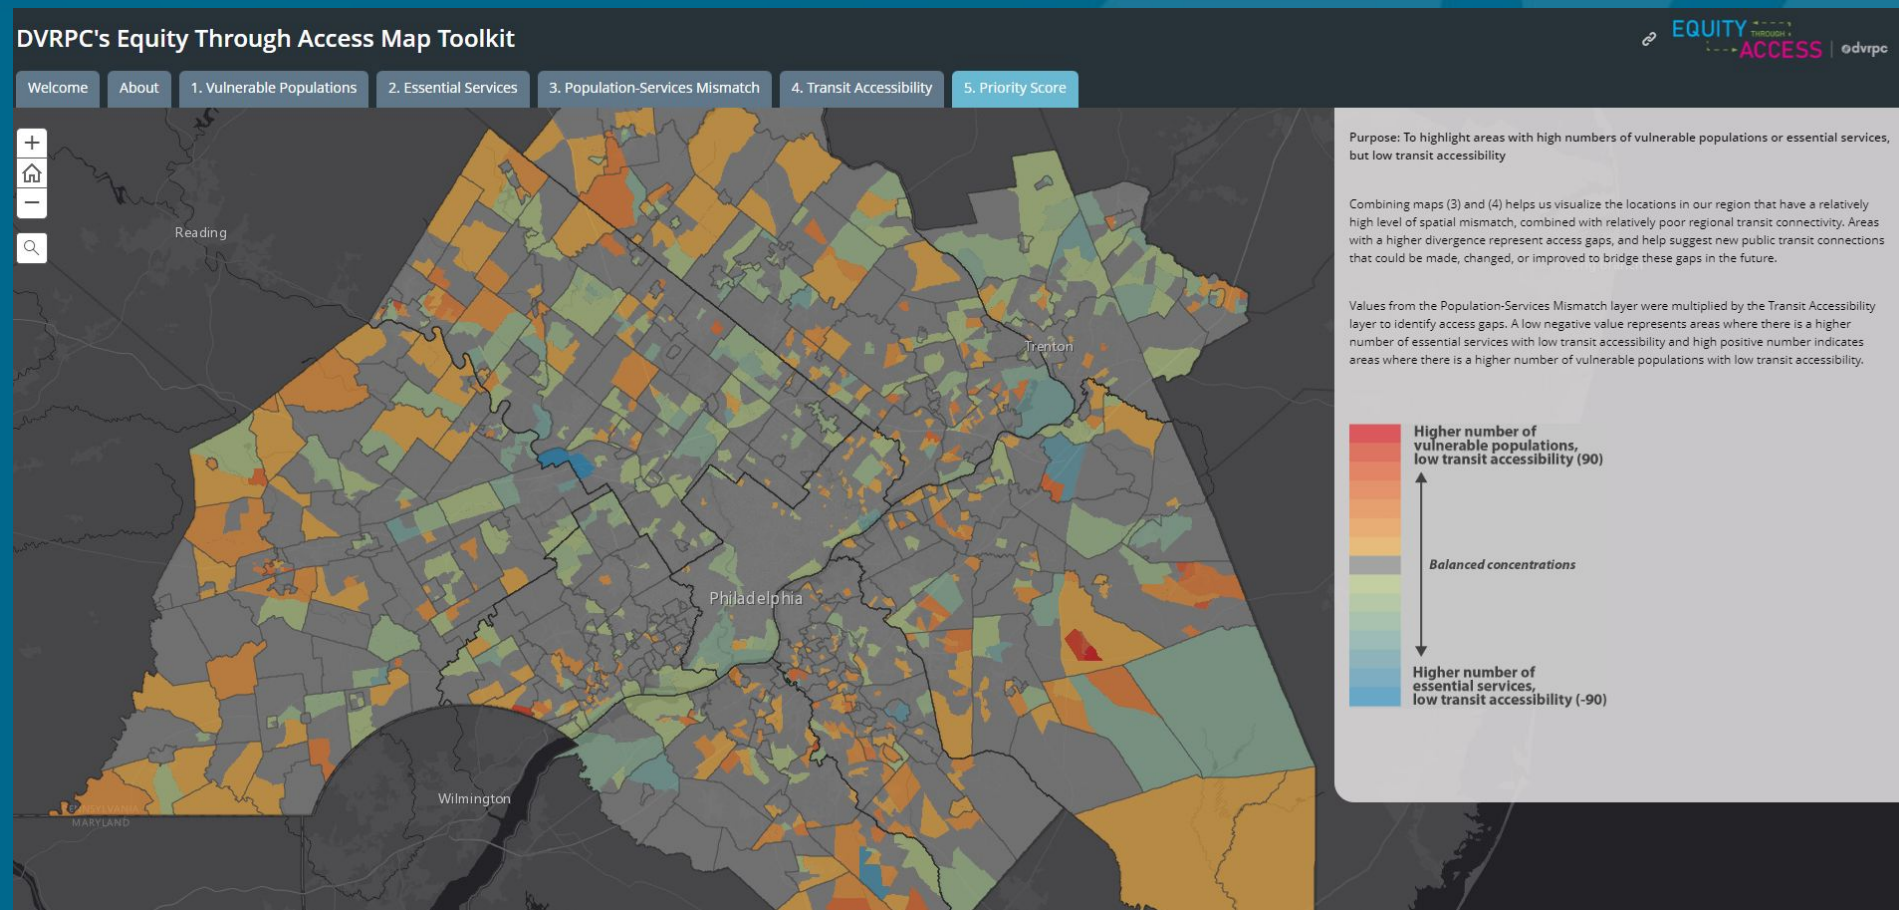 DVRPC's Equity Through Access Map Toolkit
EQUITY
THROUGH
ACCESS
dvrpc
Welcome
About
1. Vulnerable Populations
2. Essential Services
3. Population-Services Mismatch
4. Transit Accessibility
5. Priority Score
Purpose: To highlight areas with high numbers of vulnerable populations or essential services,
but low transit accessibility
Combining maps (3) and (4) helps us visualize the locations in our region that have a relatively
high level of spatial mismatch, combined with relatively poor regional transit connectivity. Areas
with a higher divergence represent access gaps, and help suggest new public transit connections
that could be made, changed, or improved to bridge these gaps in the future.
Values from the Population-Services Mismatch layer were multiplied by the Transit Accessibility
layer to identify access gaps. A low negative value represents areas where there is a higher
number of essential services with low transit accessibility and high positive number indicates
areas where there is a higher number of vulnerable populations with low transit accessibility.
Higher number of
vulnerable populations,
low transit accessibility (90)
Balanced concentrations
Higher number of
essential services,
low transit accessibility (-90)
Reading
Trenton
Philadelphia
Wilmington
PENNSYLVANIA
MARYLAND